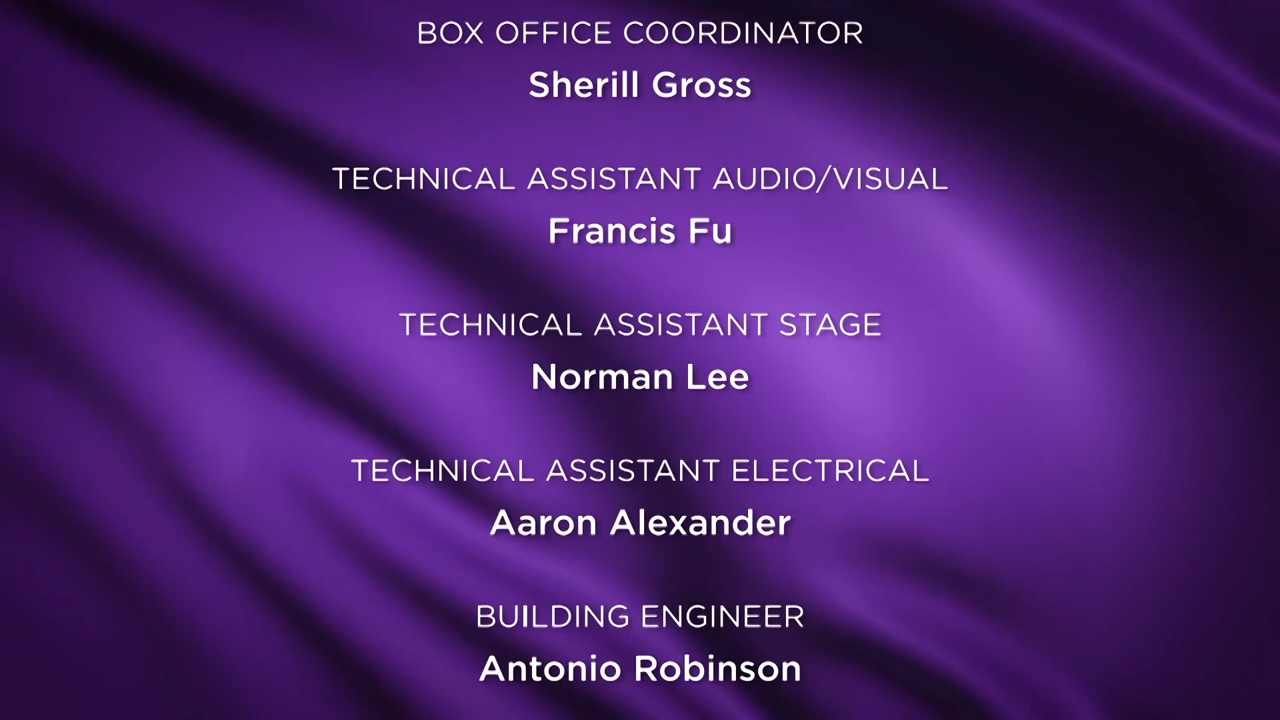 BOX OFFICE COORDINATOR
Sherill Gross
TECHNICAL ASSISTANT AUDIO/VISUAL
Francis Fu
TECHNICAL ASSISTANT STAGE
Norman Lee
TECHNICAL ASSISTANT ELECTRICAL
Aaron Alexander
BUILDING ENGINEER
Antonio Robinson